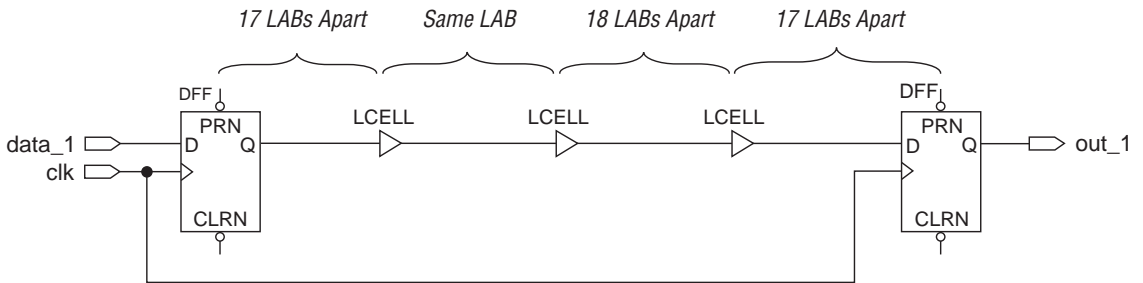 17 LABs Apart Same LAB 18 LABs Apart 17 LABs Apart
DFF DFF
LCELL LCELL LCELL
PRN PRN
data_1 D Q D Q out_1
clk
CLRN CLRN